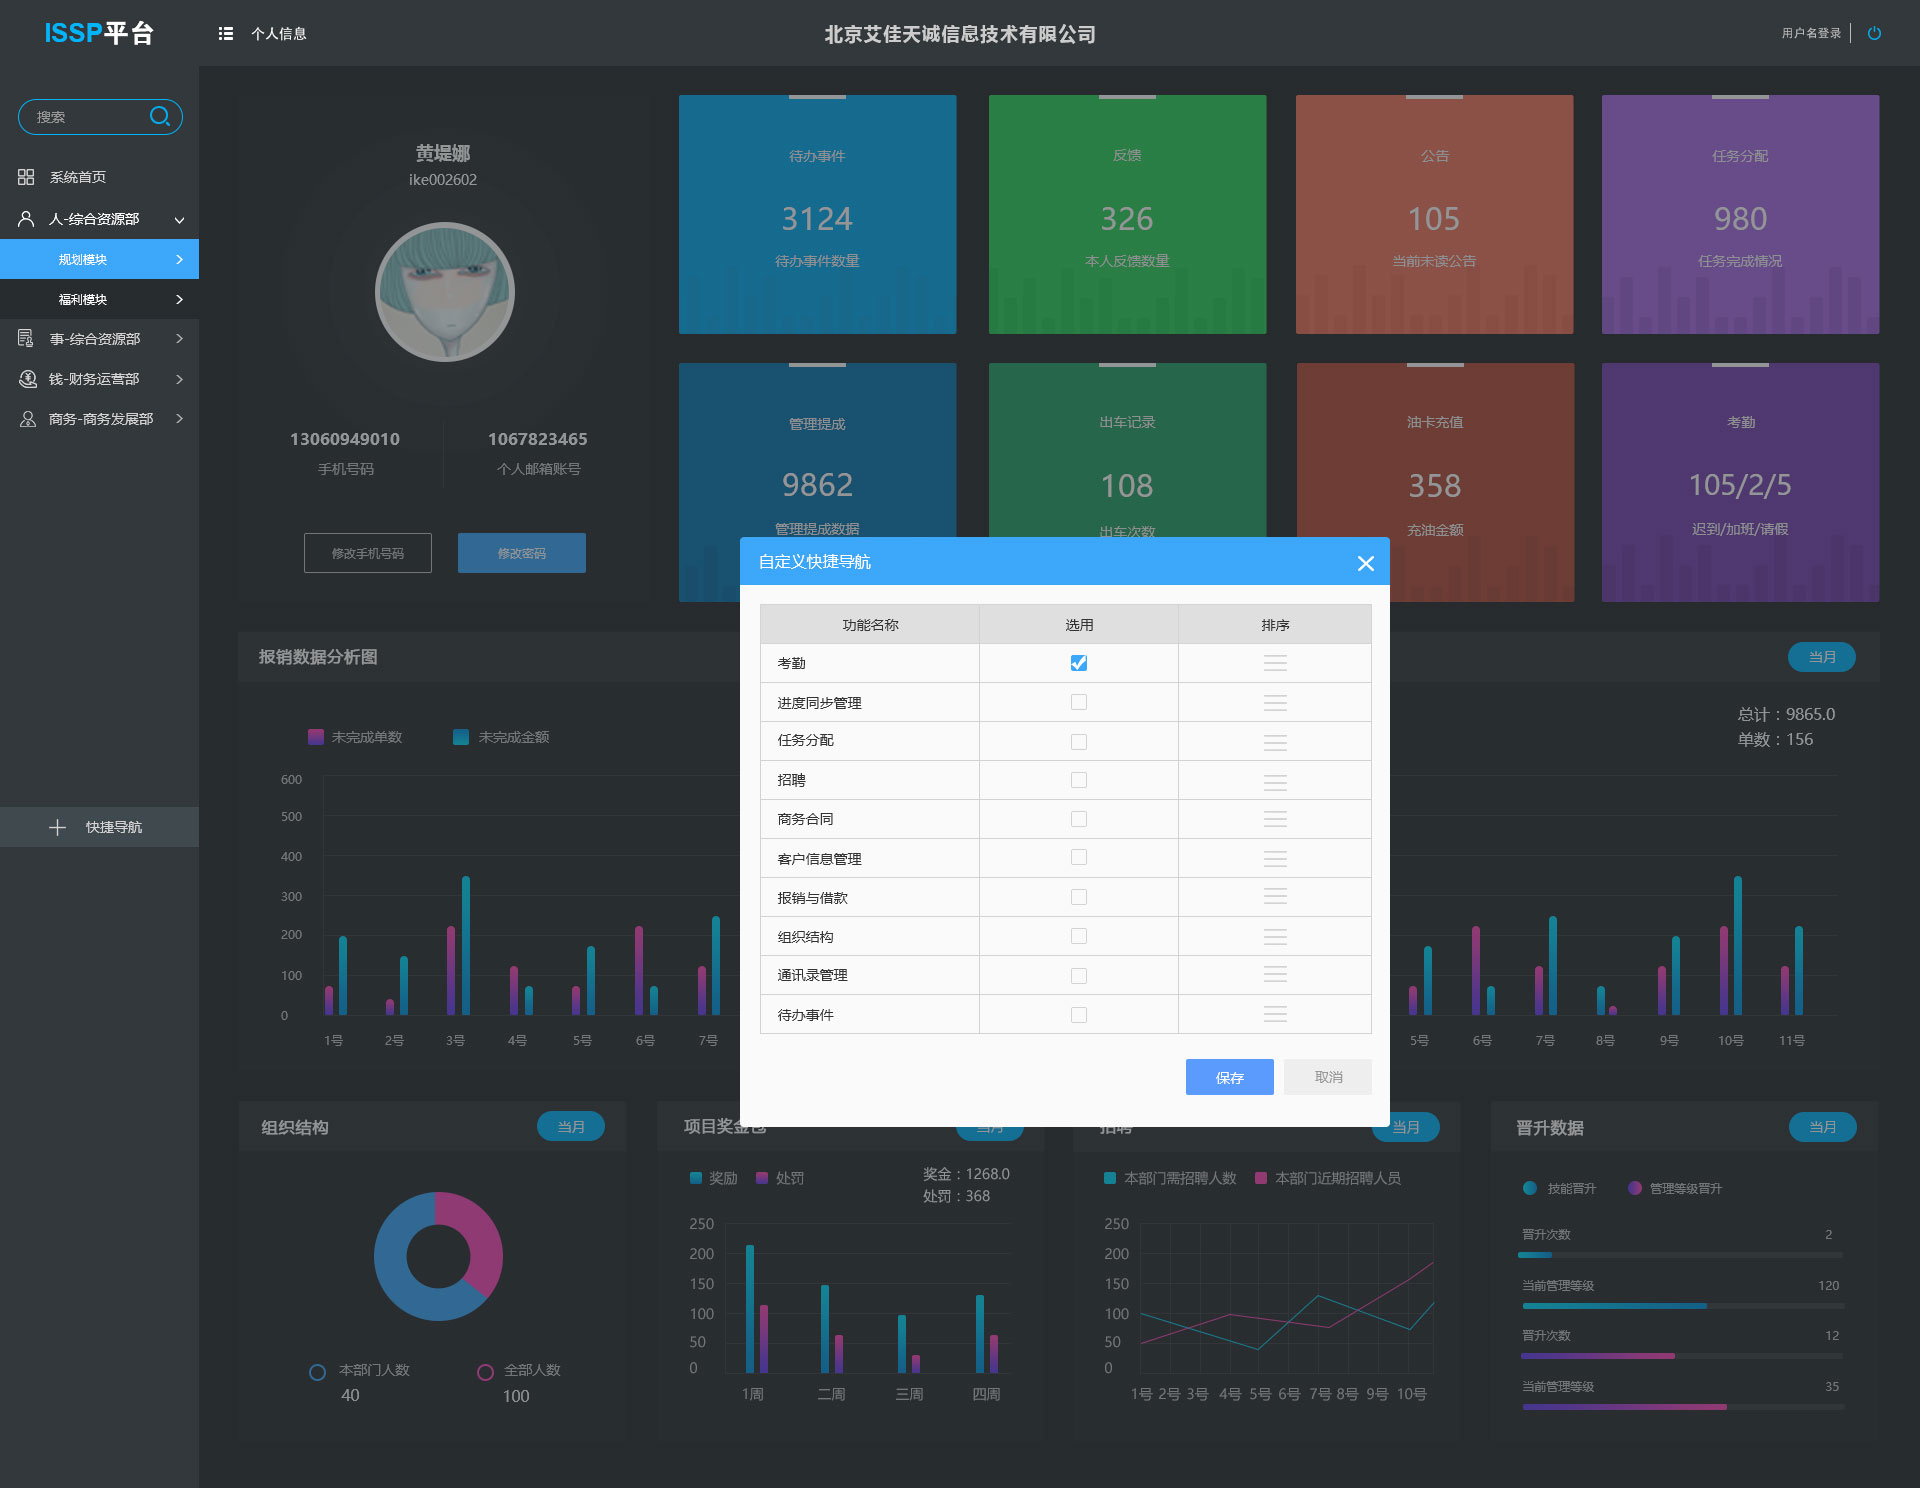 ISSP平台
个人信息
北京艾佳天诚信息技术有限公司
用户名登录
搜索
系统首页
人-综合资源部
规划模块
福利模块
事-综合资源部
钱-财务运营部
商务-商务发展部
快捷导航
黄堤娜
ike002602
13060949010
手机号码
1067823465
个人邮箱账号
修改手机号码
修改密码
待办事件
3124
待办事件数量
反馈
326
本人反馈数量
公告
105
当前未读公告
任务分配
980
任务完成情况
管理提成
9862
管理提成数据
出车记录
108
出车次数
油卡充值
358
充油金额
考勤
105/2/5
迟到/加班/请假
报销数据分析图
当月
未完成单数
未完成金额
总计：9865.0
单数：156
600
500
400
300
200
100
0
1号 2号 3号 4号 5号 6号 7号
5号 6号 7号 8号 9号 10号 11号
自定义快捷导航
功能名称 选用 排序
考勤
进度同步管理
任务分配
招聘
商务合同
客户信息管理
报销与借款
组织结构
通讯录管理
待办事件
保存
取消
组织结构
当月
本部门人数
40
全部人数
100
项目奖金包
当月
奖励
处罚
奖金：1268.0
处罚：368
250
200
150
100
50
0
1周 二周 三周 四周
招聘
当月
本部门需招聘人数
本部门近期招聘人员
250
200
150
100
50
0
1号 2号 3号 4号 5号 6号 7号 8号 9号 10号
晋升数据
当月
技能晋升
管理等级晋升
晋升次数 2
当前管理等级 120
晋升次数 12
当前管理等级 35